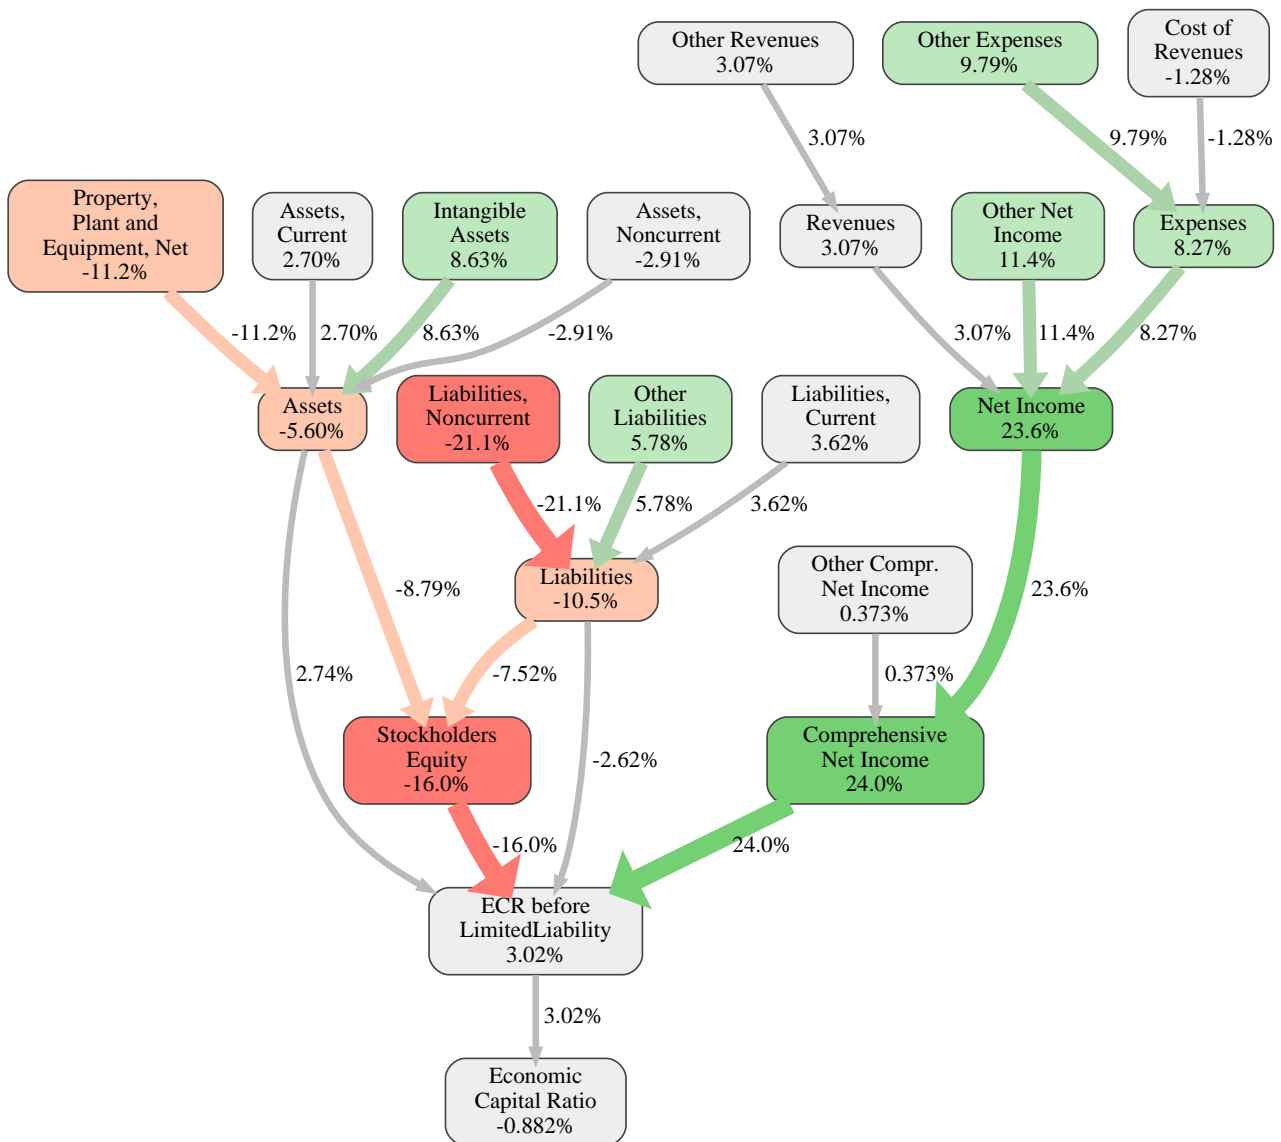 Other Revenues
3.07%
Other Expenses
9.79%
Cost of
Revenues
-1.28%
3.07%
9.79%
-1.28%
Property,
Plant and
Equipment, Net
-11.2%
Assets,
Current
2.70%
Intangible
Assets
8.63%
Assets,
Noncurrent
-2.91%
Revenues
3.07%
Other Net
Income
11.4%
Expenses
8.27%
-11.2%
2.70%
8.63%
-2.91%
3.07%
11.4%
8.27%
Assets
-5.60%
Liabilities,
Noncurrent
-21.1%
Other
Liabilities
5.78%
Liabilities,
Current
3.62%
Net Income
23.6%
-21.1%
5.78%
3.62%
-8.79%
Liabilities
-10.5%
Other Compr.
Net Income
0.373%
23.6%
2.74%
-7.52%
0.373%
Stockholders
Equity
-16.0%
-2.62%
Comprehensive
Net Income
24.0%
-16.0%
24.0%
ECR before
LimitedLiability
3.02%
3.02%
Economic
Capital Ratio
-0.882%